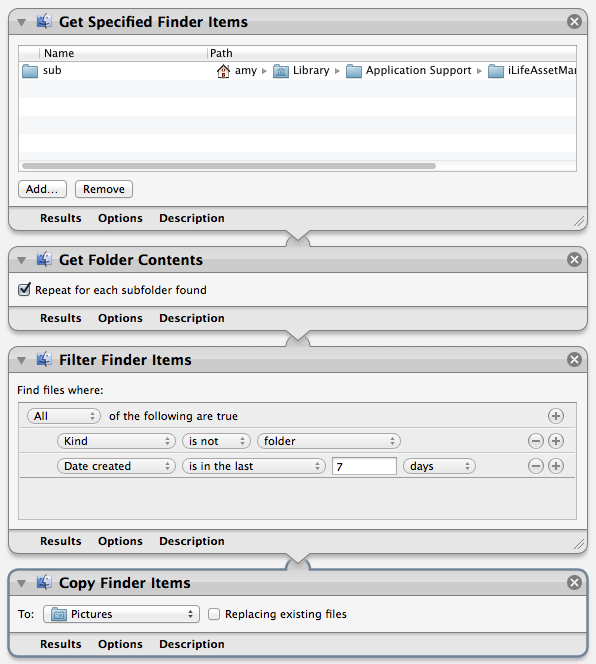 Get Specified Finder Items
Name Path
sub amy Library Application Support iLifeAssetMan
Add... Remove
Results Options Description
Get Folder Contents
Repeat for each subfolder found
Results Options Description
Filter Finder Items
Find files where:
All of the following are true
Kind is not folder
Date created is in the last 7 days
Results Options Description
Copy Finder Items
To: Pictures Replacing existing files
Results Options Description